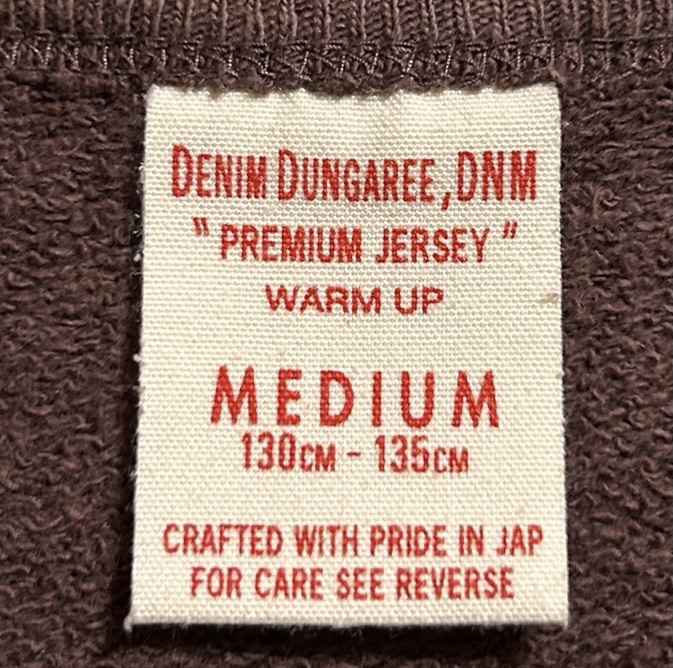 DENIM DUNGAREE, DNM
" PREMIUM JERSEY "
WARM UP
MEDIUM
130CM - 135CM
CRAFTED WITH PRIDE IN JAP
FOR CARE SEE REVERSE